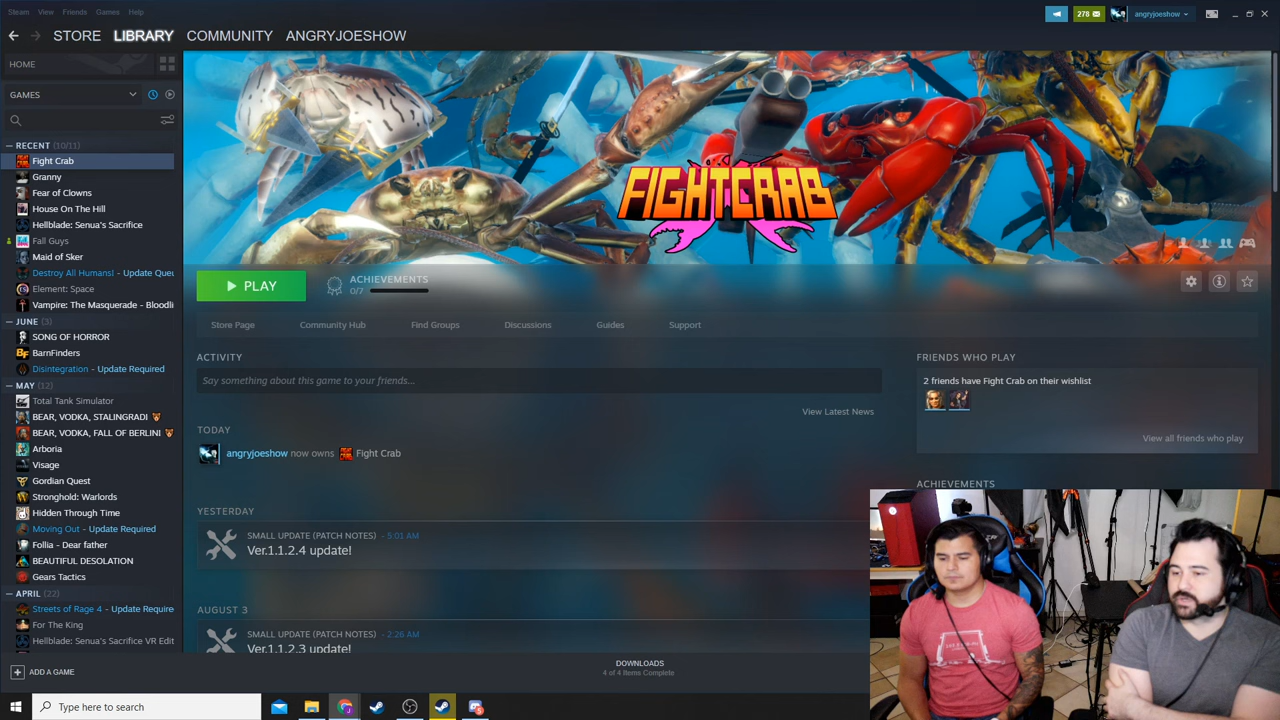 Steam View Friends Games Help
278 angryjoeshow
STORE LIBRARY COMMUNITY ANGRYJOESHOW
HOME
GAMES
RECENT (10/11)
Fight Crab
Granny
Fear of Clowns
House On The Hill
Hellblade: Senua's Sacrifice
Fall Guys
Maid of Sker
Destroy All Humans! - Update Queu
Element: Space
Vampire: The Masquerade - Bloodli
JUNE (3)
SONG OF HORROR
BarnFinders
Disintegration - Update Required
MAY (12)
Total Tank Simulator
BEAR, VODKA, STALINGRAD!
BEAR, VODKA, FALL OF BERLIN!
Arboria
Visage
Gordian Quest
Stronghold: Warlords
Hidden Through Time
Moving Out - Update Required
Follia - Dear father
BEAUTIFUL DESOLATION
Gears Tactics
APRIL (22)
Streets of Rage 4 - Update Require
For The King
Hellblade: Senua's Sacrifice VR Edit
ADD A GAME
FIGHTCRAB
PLAY
ACHIEVEMENTS
0/7
Store Page Community Hub Find Groups Discussions Guides Support
ACTIVITY
Say something about this game to your friends...
View Latest News
TODAY
angryjoeshow now owns Fight Crab
YESTERDAY
SMALL UPDATE (PATCH NOTES) - 5:01 AM
Ver.1.1.2.4 update!
AUGUST 3
SMALL UPDATE (PATCH NOTES) - 2:26 AM
Ver.1.1.2.3 update!
FRIENDS WHO PLAY
2 friends have Fight Crab on their wishlist
View all friends who play
ACHIEVEMENTS
DOWNLOADS
4 of 4 Items Complete
Type here to search